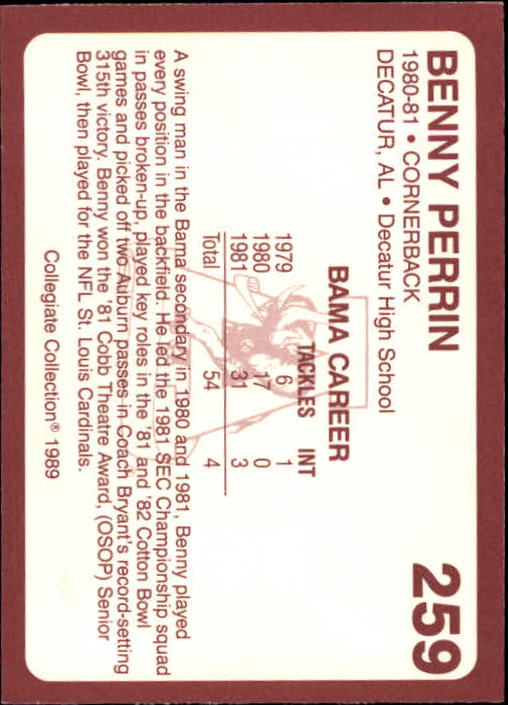 BENNY PERRIN 259
1980-81 • CORNERBACK
DECATUR, AL • Decatur High School
BAMA CAREER
TACKLES INT
1979 6 1
1980 17 0
1981 31 3
Total 54 4
A swing man in the Bama secondary in 1980 and 1981, Benny played
every position in the backfield. He led the 1981 SEC Championship squad
in passes broken-up, played key roles in the '81 and '82 Cotton Bowl
games and picked off two Auburn passes in Coach Bryant's record-setting
315th victory. Benny won the '81 Cobb Theatre Award, (OSOP) Senior
Bowl, then played for the NFL St. Louis Cardinals.
Collegiate Collection® 1989